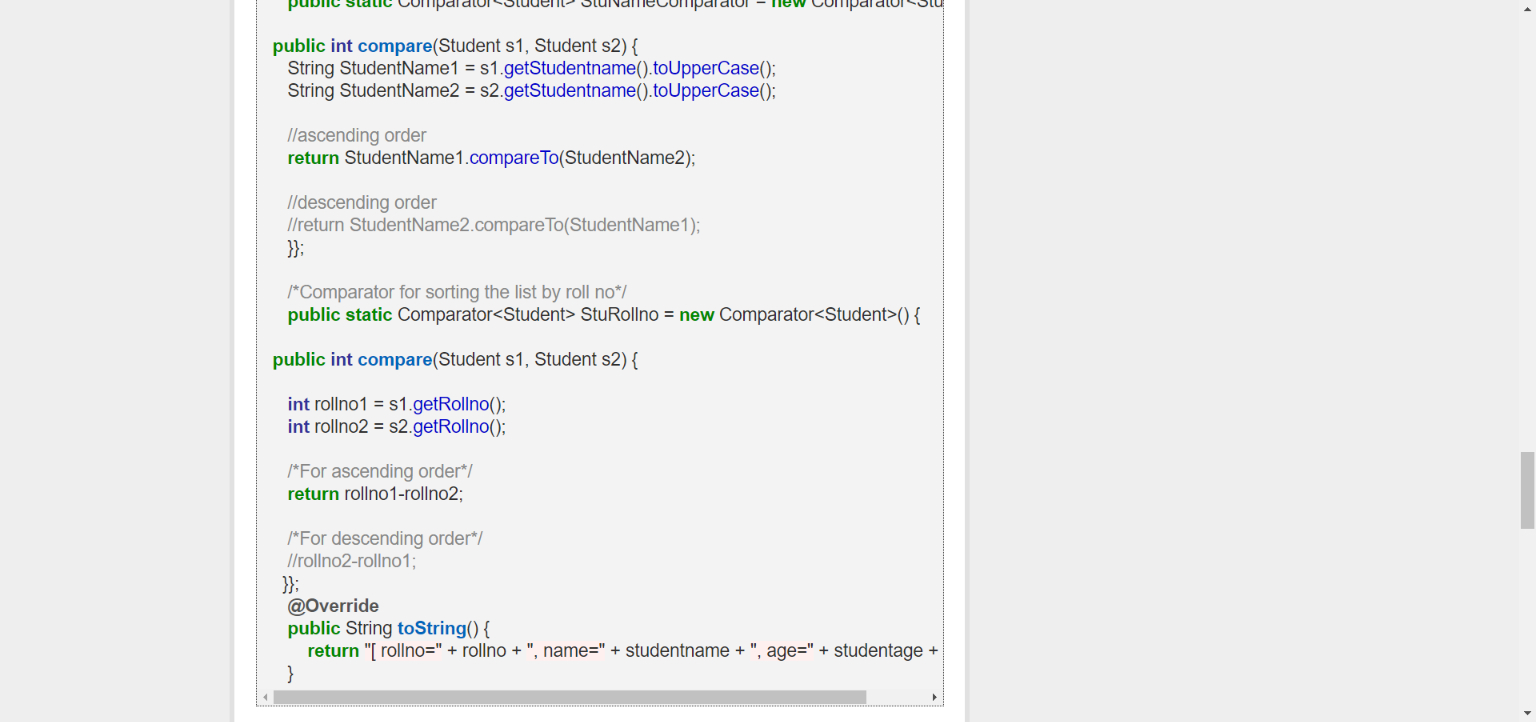 public static Comparator<Student> StuNameComparator = new Comparator<Stu
public int compare(Student s1, Student s2) {
String StudentName1 = s1.getStudentname().toUpperCase();
String StudentName2 = s2.getStudentname().toUpperCase();
//ascending order
return StudentName1.compareTo(StudentName2);
//descending order
//return StudentName2.compareTo(StudentName1);
}};
/*Comparator for sorting the list by roll no*/
public static Comparator<Student> StuRollno = new Comparator<Student>() {
public int compare(Student s1, Student s2) {
int rollno1 = s1.getRollno();
int rollno2 = s2.getRollno();
/*For ascending order*/
return rollno1-rollno2;
/*For descending order*/
//rollno2-rollno1;
}};
@Override
public String toString() {
return "[ rollno=" + rollno + ", name=" + studentname + ", age=" + studentage +
}